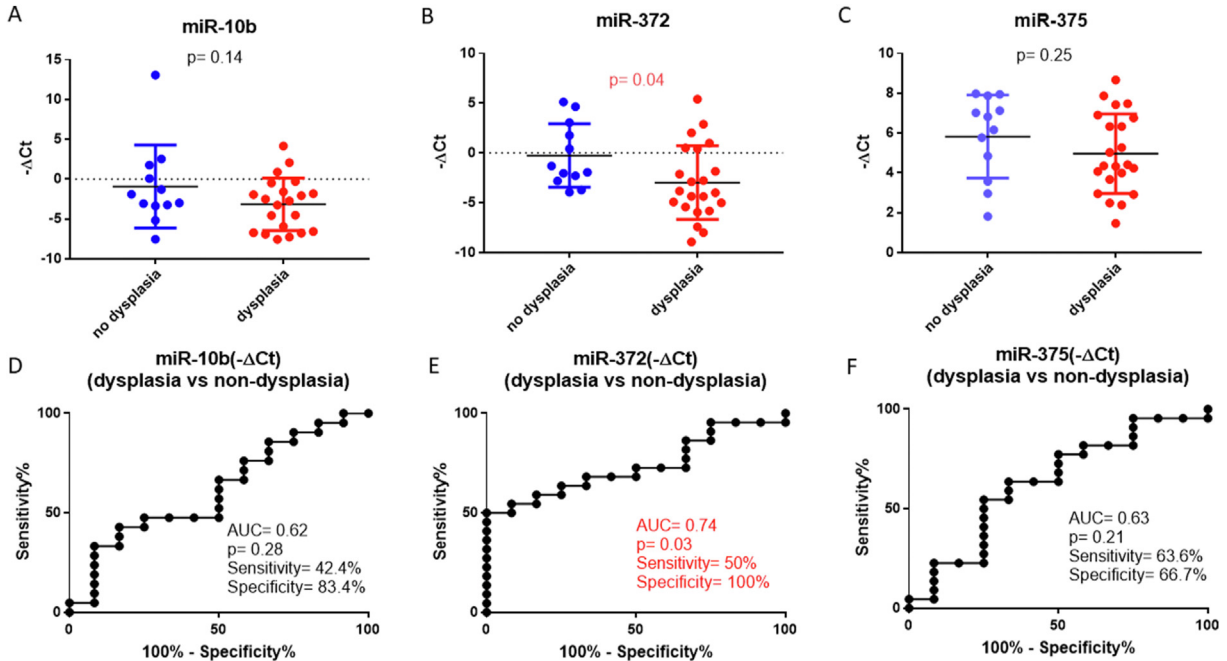 A
miR-10b
p= 0.14
-ΔCt
15
10
5
0
-5
-10
no dysplasia
dysplasia
B
miR-372
p= 0.04
-ΔCt
10
5
0
-5
-10
no dysplasia
dysplasia
C
miR-375
p= 0.25
-ΔCt
10
8
6
4
2
0
no dysplasia
dysplasia
D
miR-10b(-ΔCt)
(dysplasia vs non-dysplasia)
Sensitivity%
100
50
0
AUC= 0.62
p= 0.28
Sensitivity= 42.4%
Specificity= 83.4%
0
50
100
100% - Specificity%
E
miR-372(-ΔCt)
(dysplasia vs non-dysplasia)
Sensitivity%
100
50
0
AUC= 0.74
p= 0.03
Sensitivity= 50%
Specificity= 100%
0
50
100
100% - Specificity%
F
miR-375(-ΔCt)
(dysplasia vs non-dysplasia)
Sensitivity%
100
50
0
AUC= 0.63
p= 0.21
Sensitivity= 63.6%
Specificity= 66.7%
0
50
100
100% - Specificity%